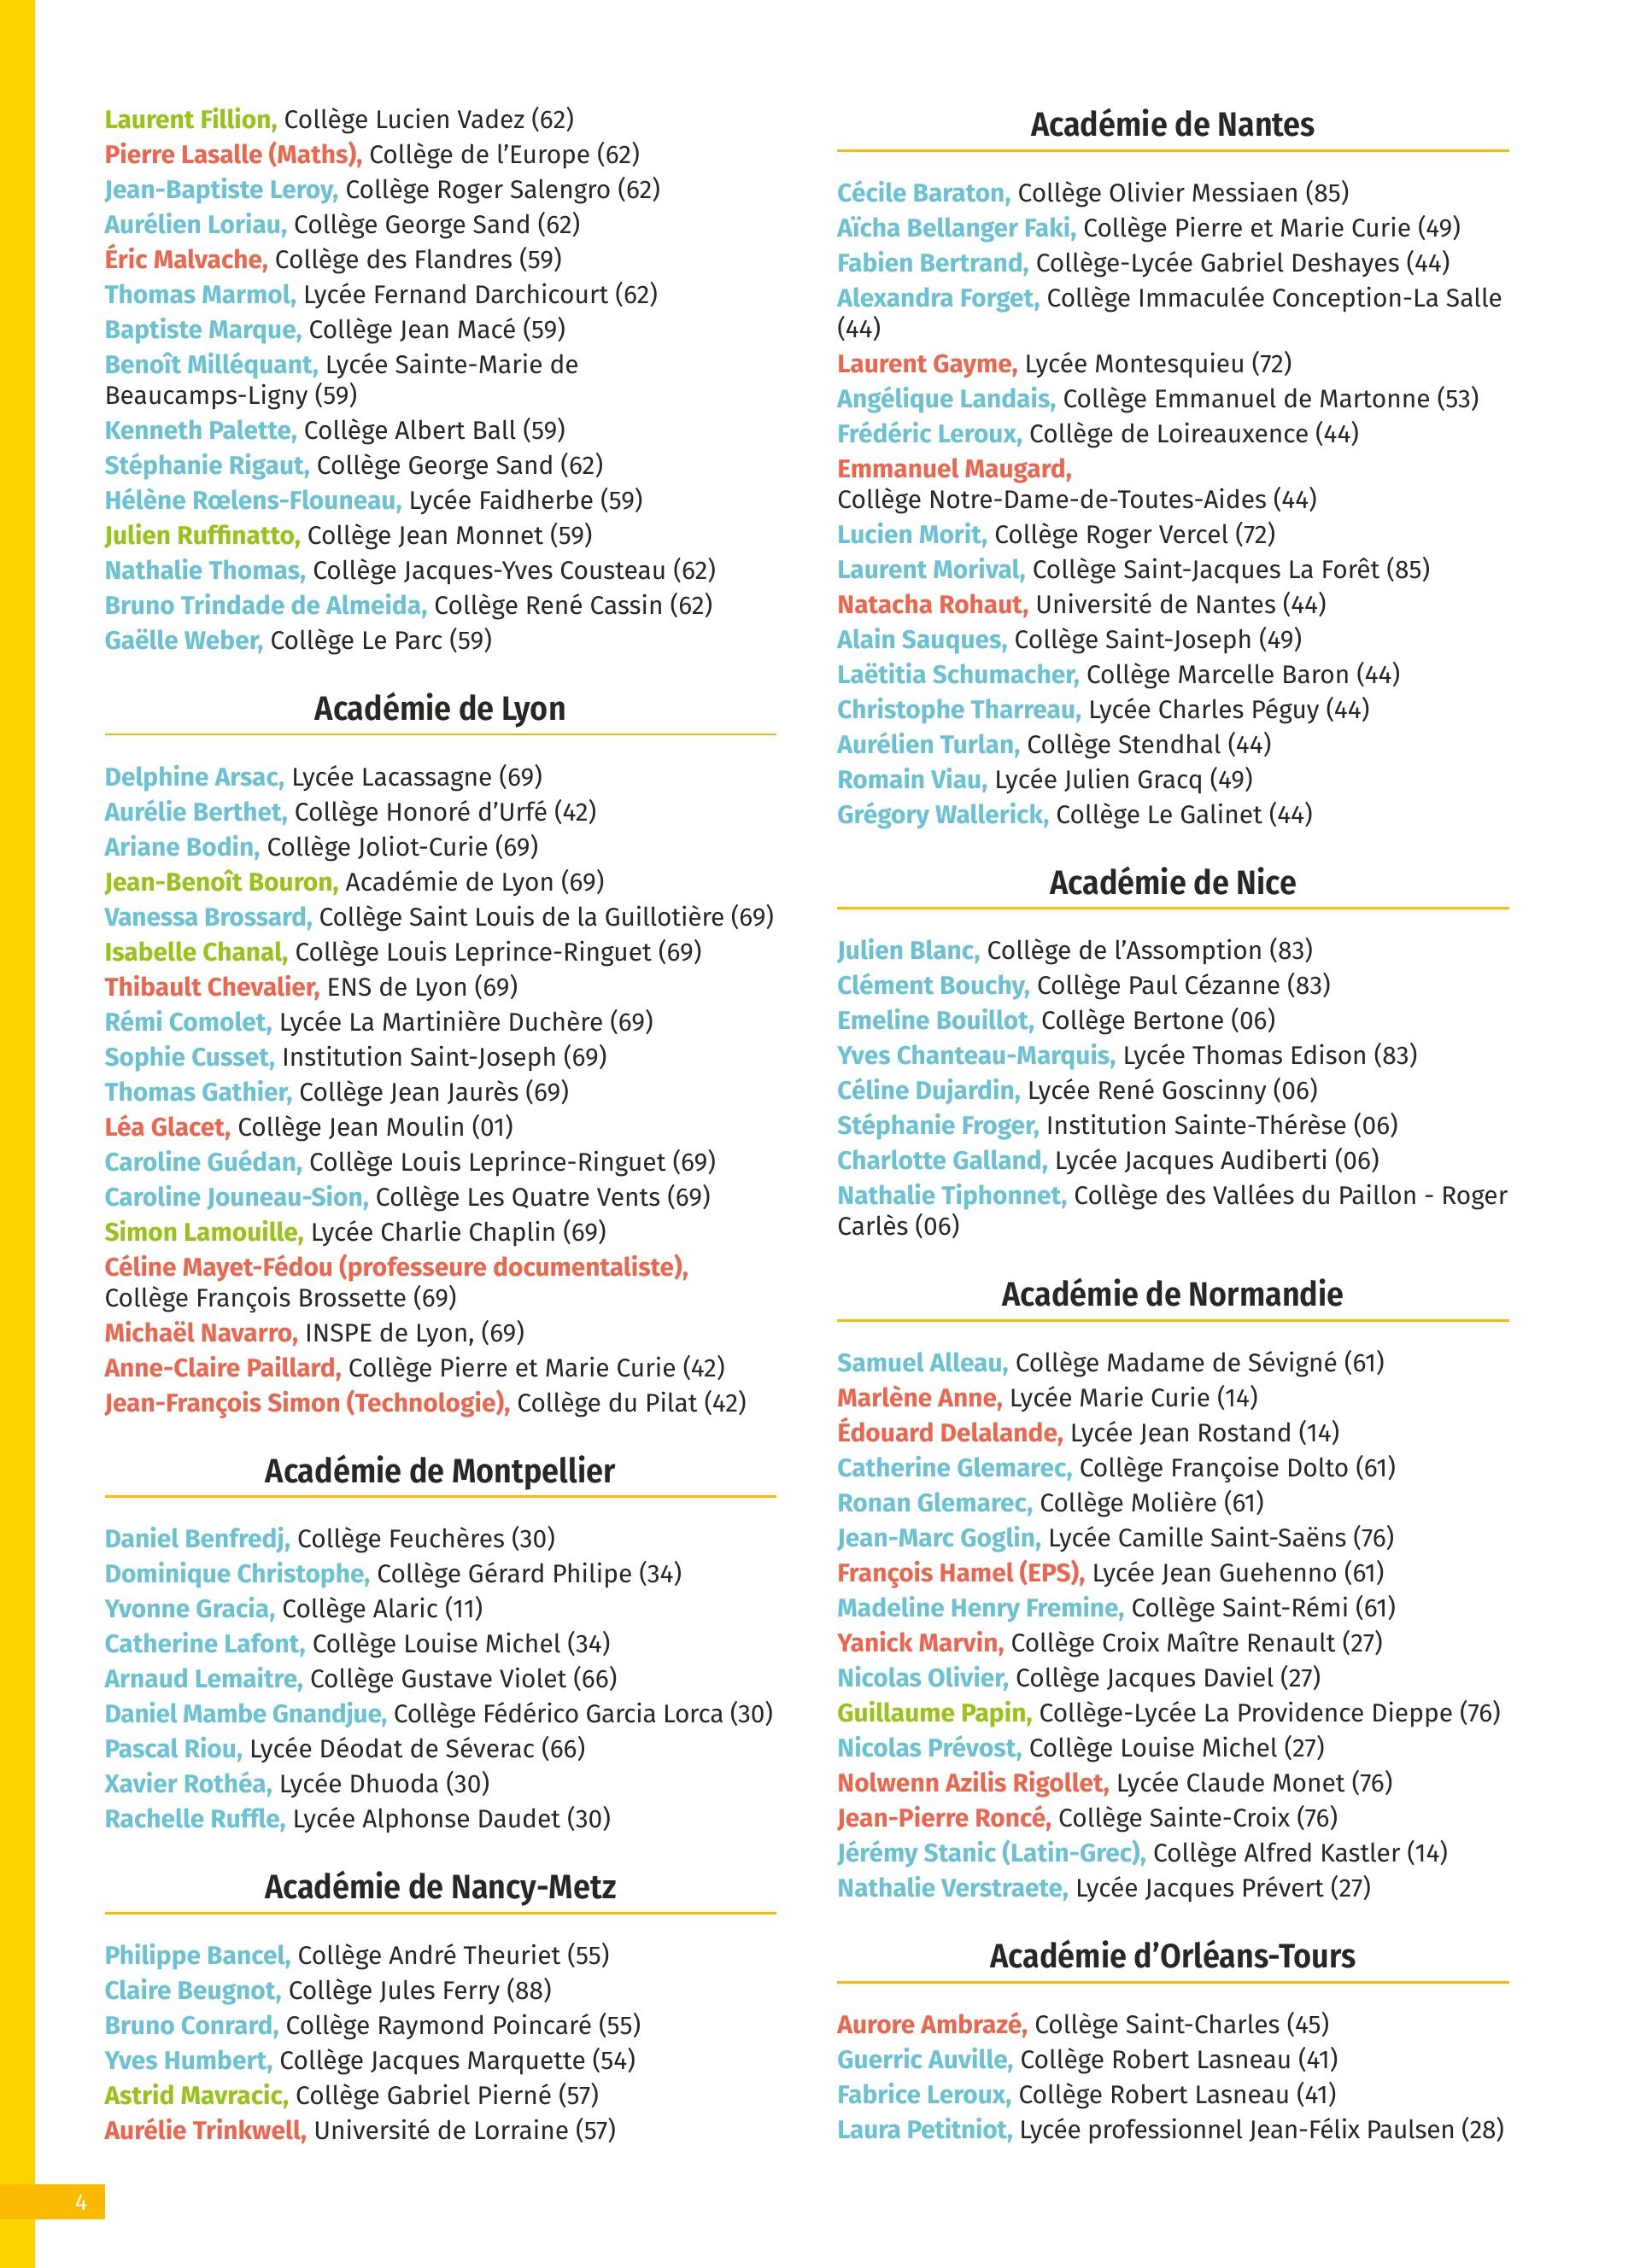 Laurent Fillion, Collège Lucien Vadez (62)
Pierre Lasalle (Maths), Collège de l’Europe (62)
Jean-Baptiste Leroy, Collège Roger Salengro (62)
Aurélien Loriau, Collège George Sand (62)
Éric Malvache, Collège des Flandres (59)
Thomas Marmol, Lycée Fernand Darchicourt (62)
Baptiste Marque, Collège Jean Macé (59)
Benoît Milléquant, Lycée Sainte-Marie de
Beaucamps-Ligny (59)
Kenneth Palette, Collège Albert Ball (59)
Stéphanie Rigaut, Collège George Sand (62)
Hélène Rœlens-Flouneau, Lycée Faidherbe (59)
Julien Ruffinatto, Collège Jean Monnet (59)
Nathalie Thomas, Collège Jacques-Yves Cousteau (62)
Bruno Trindade de Almeida, Collège René Cassin (62)
Gaëlle Weber, Collège Le Parc (59)
Académie de Lyon
Delphine Arsac, Lycée Lacassagne (69)
Aurélie Berthet, Collège Honoré d’Urfé (42)
Ariane Bodin, Collège Joliot-Curie (69)
Jean-Benoît Bouron, Académie de Lyon (69)
Vanessa Brossard, Collège Saint Louis de la Guillotière (69)
Isabelle Chanal, Collège Louis Leprince-Ringuet (69)
Thibault Chevalier, ENS de Lyon (69)
Rémi Comolet, Lycée La Martinière Duchère (69)
Sophie Cusset, Institution Saint-Joseph (69)
Thomas Gathier, Collège Jean Jaurès (69)
Léa Glacet, Collège Jean Moulin (01)
Caroline Guédan, Collège Louis Leprince-Ringuet (69)
Caroline Jouneau-Sion, Collège Les Quatre Vents (69)
Simon Lamouille, Lycée Charlie Chaplin (69)
Céline Mayet-Fédou (professeure documentaliste),
Collège François Brossette (69)
Michaël Navarro, INSPE de Lyon, (69)
Anne-Claire Paillard, Collège Pierre et Marie Curie (42)
Jean-François Simon (Technologie), Collège du Pilat (42)
Académie de Montpellier
Daniel Benfredj, Collège Feuchères (30)
Dominique Christophe, Collège Gérard Philipe (34)
Yvonne Gracia, Collège Alaric (11)
Catherine Lafont, Collège Louise Michel (34)
Arnaud Lemaitre, Collège Gustave Violet (66)
Daniel Mambe Gnandjue, Collège Fédérico Garcia Lorca (30)
Pascal Riou, Lycée Déodat de Séverac (66)
Xavier Rothéa, Lycée Dhuoda (30)
Rachelle Ruffle, Lycée Alphonse Daudet (30)
Académie de Nancy-Metz
Philippe Bancel, Collège André Theuriet (55)
Claire Beugnot, Collège Jules Ferry (88)
Bruno Conrard, Collège Raymond Poincaré (55)
Yves Humbert, Collège Jacques Marquette (54)
Astrid Mavracic, Collège Gabriel Pierné (57)
Aurélie Trinkwell, Université de Lorraine (57)
Académie de Nantes
Cécile Baraton, Collège Olivier Messiaen (85)
Aïcha Bellanger Faki, Collège Pierre et Marie Curie (49)
Fabien Bertrand, Collège-Lycée Gabriel Deshayes (44)
Alexandra Forget, Collège Immaculée Conception-La Salle
(44)
Laurent Gayme, Lycée Montesquieu (72)
Angélique Landais, Collège Emmanuel de Martonne (53)
Frédéric Leroux, Collège de Loireauxence (44)
Emmanuel Maugard,
Collège Notre-Dame-de-Toutes-Aides (44)
Lucien Morit, Collège Roger Vercel (72)
Laurent Morival, Collège Saint-Jacques La Forêt (85)
Natacha Rohaut, Université de Nantes (44)
Alain Sauques, Collège Saint-Joseph (49)
Laëtitia Schumacher, Collège Marcelle Baron (44)
Christophe Tharreau, Lycée Charles Péguy (44)
Aurélien Turlan, Collège Stendhal (44)
Romain Viau, Lycée Julien Gracq (49)
Grégory Wallerick, Collège Le Galinet (44)
Académie de Nice
Julien Blanc, Collège de l’Assomption (83)
Clément Bouchy, Collège Paul Cézanne (83)
Emeline Bouillot, Collège Bertone (06)
Yves Chanteau-Marquis, Lycée Thomas Edison (83)
Céline Dujardin, Lycée René Goscinny (06)
Stéphanie Froger, Institution Sainte-Thérèse (06)
Charlotte Galland, Lycée Jacques Audiberti (06)
Nathalie Tiphonnet, Collège des Vallées du Paillon - Roger
Carlès (06)
Académie de Normandie
Samuel Alleau, Collège Madame de Sévigné (61)
Marlène Anne, Lycée Marie Curie (14)
Édouard Delalande, Lycée Jean Rostand (14)
Catherine Glemarec, Collège Françoise Dolto (61)
Ronan Glemarec, Collège Molière (61)
Jean-Marc Goglin, Lycée Camille Saint-Saëns (76)
François Hamel (EPS), Lycée Jean Guehenno (61)
Madeline Henry Fremine, Collège Saint-Rémi (61)
Yanick Marvin, Collège Croix Maître Renault (27)
Nicolas Olivier, Collège Jacques Daviel (27)
Guillaume Papin, Collège-Lycée La Providence Dieppe (76)
Nicolas Prévost, Collège Louise Michel (27)
Nolwenn Azilis Rigollet, Lycée Claude Monet (76)
Jean-Pierre Roncé, Collège Sainte-Croix (76)
Jérémy Stanic (Latin-Grec), Collège Alfred Kastler (14)
Nathalie Verstraete, Lycée Jacques Prévert (27)
Académie d’Orléans-Tours
Aurore Ambrazé, Collège Saint-Charles (45)
Guerric Auville, Collège Robert Lasneau (41)
Fabrice Leroux, Collège Robert Lasneau (41)
Laura Petitniot, Lycée professionnel Jean-Félix Paulsen (28)
4